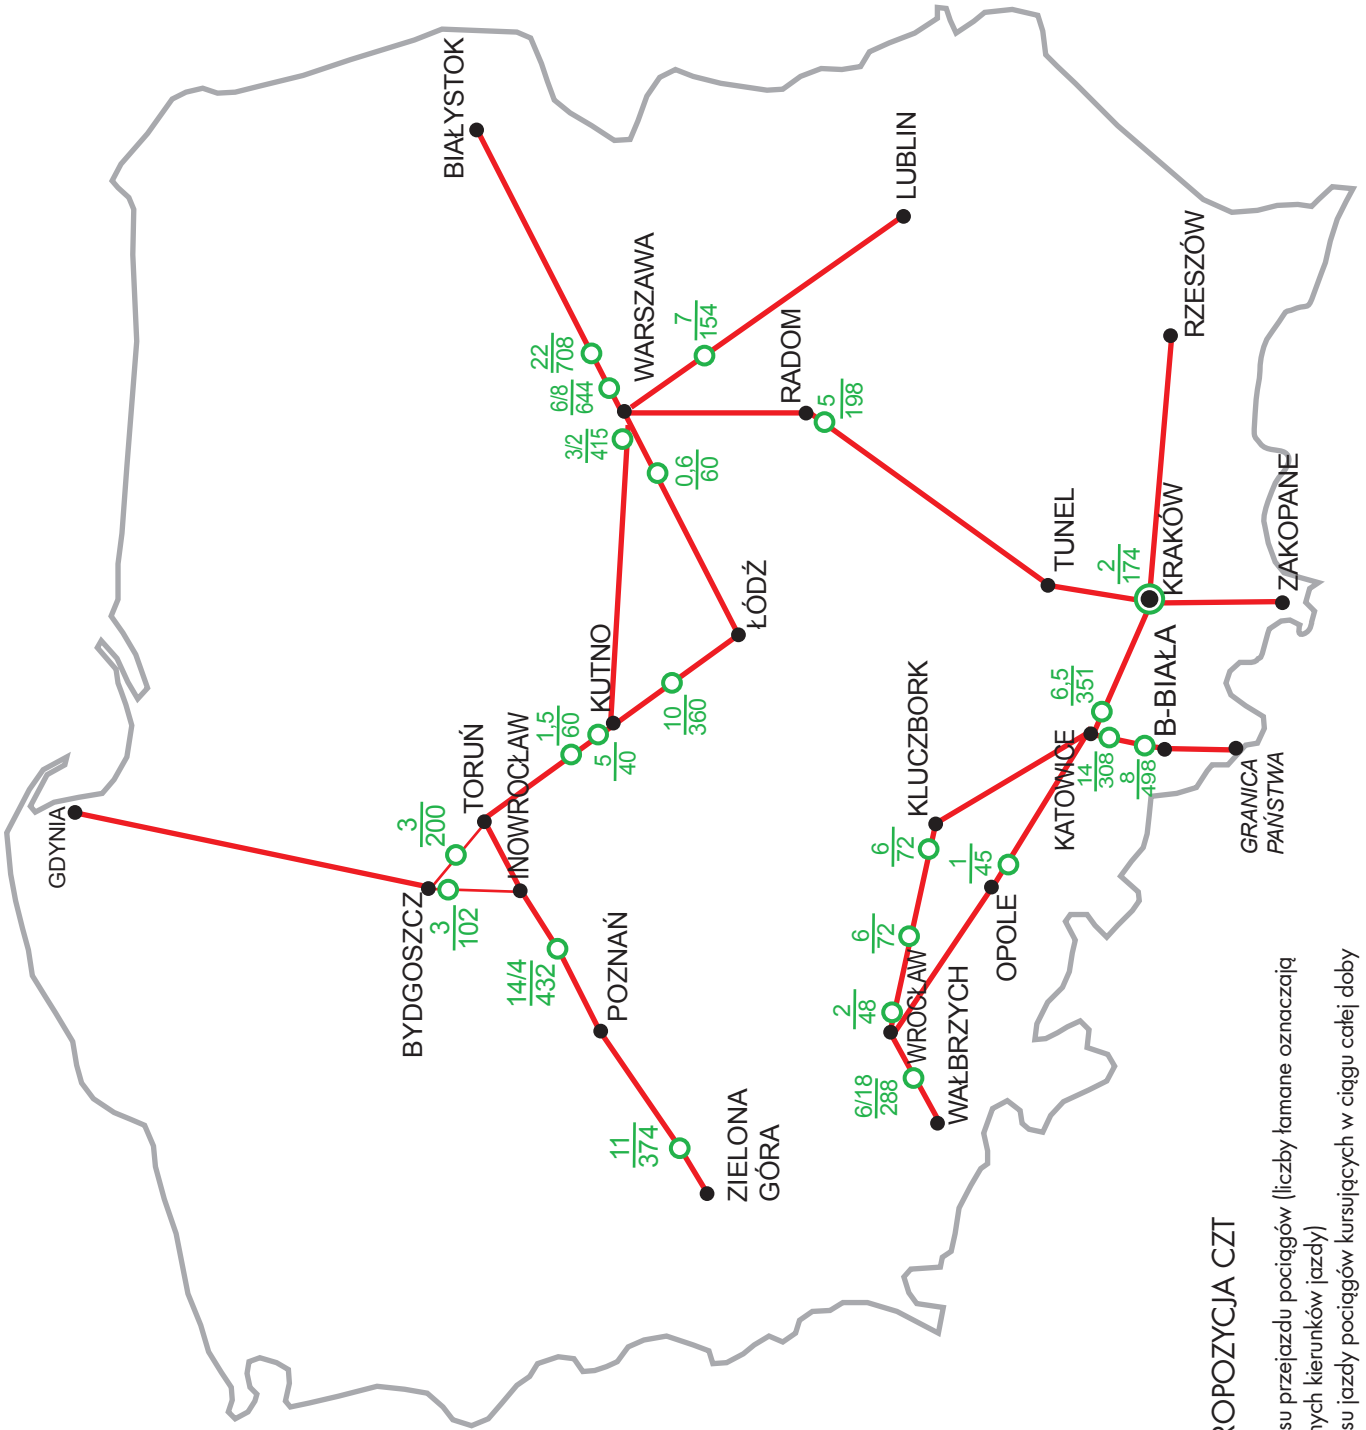 GDYNIA
BYDGOSZCZ
3
200
3
102
TORUŃ
INOWROCŁAW
14/4
432
POZNAŃ
11
374
ZIELONA
GÓRA
BIAŁYSTOK
22
708
6/8
644
3/2
415
WARSZAWA
0,6
60
7
154
LUBLIN
RADOM
5
198
1,5
60
5
40
KUTNO
10
360
ŁÓDŹ
2
48
6/18
288
WROCŁAW
WAŁBRZYCH
6
72
6
72
KLUCZBORK
1
45
OPOLE
KATOWICE
6,5
351
14
308
8
498
B-BIAŁA
TUNEL
2
174
KRAKÓW
RZESZÓW
ZAKOPANE
GRANICA
PAŃSTWA
ROPOZYCJA CZT
su przejazdu pociągów (liczby łamane oznaczają
nych kierunków jazdy)
su jazdy pociągów kursujących w ciągu całej doby